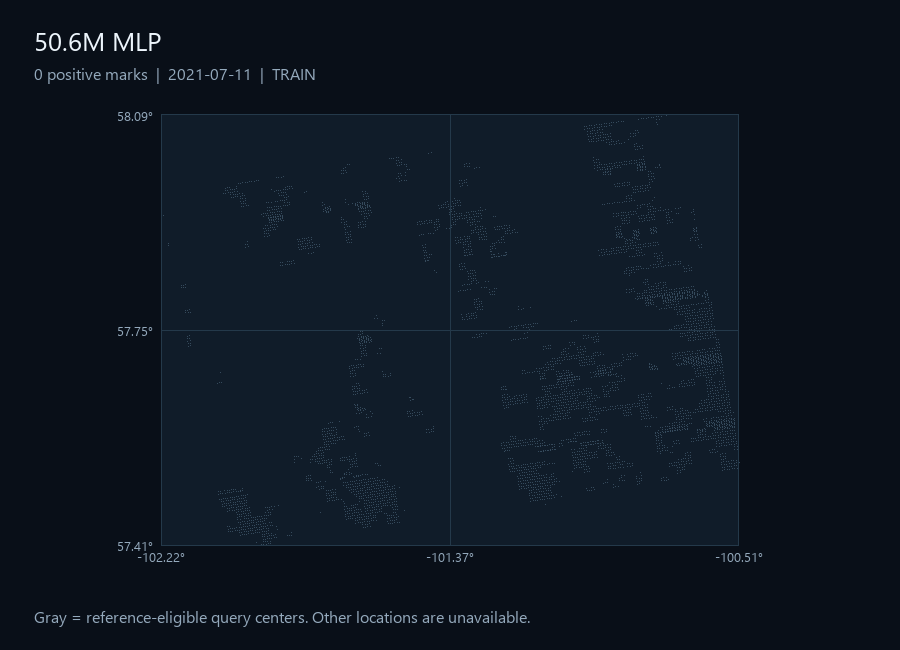 50.6M MLP
0 positive marks | 2021-07-11 | TRAIN
58.09°
57.75°
57.41°
-102.22° -101.37° -100.51°
Gray = reference-eligible query centers. Other locations are unavailable.